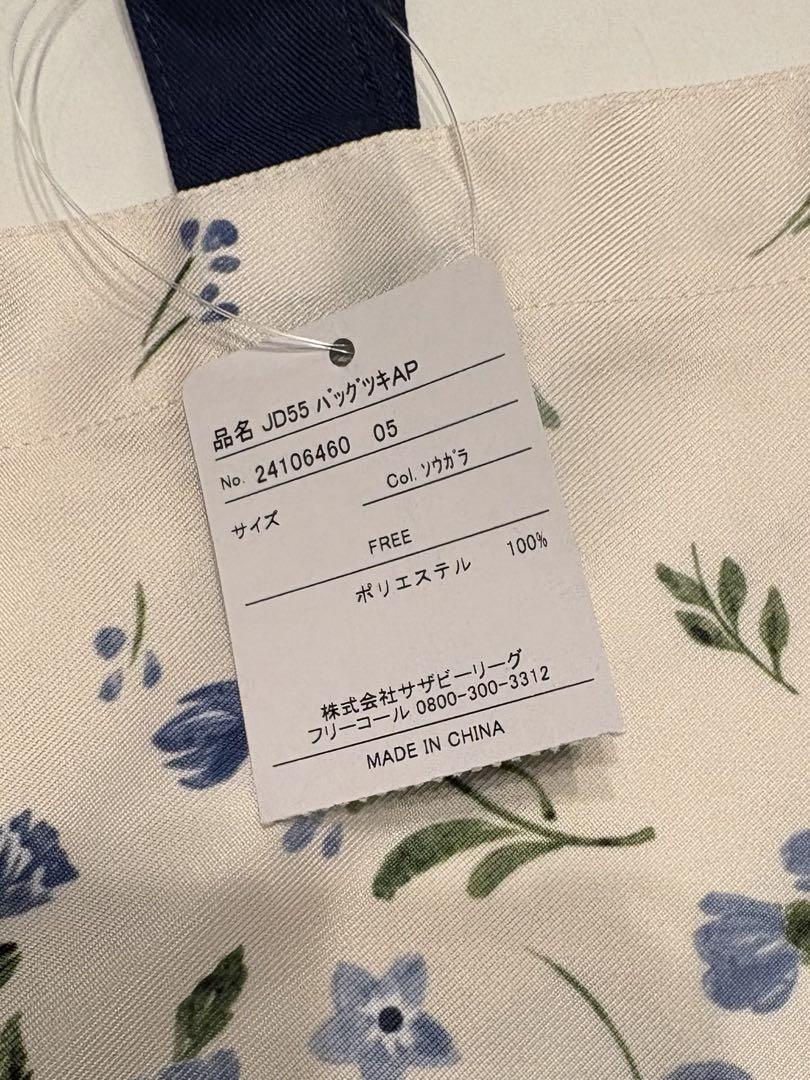 品名 JD55 ﾊﾞｯｸﾞﾂｷAP
No. 24106460 05
Col. ｿｳｶﾞﾗ
サイズ
FREE
ポリエステル 100%
株式会社サザビーリーグ
フリーコール 0800-300-3312
MADE IN CHINA